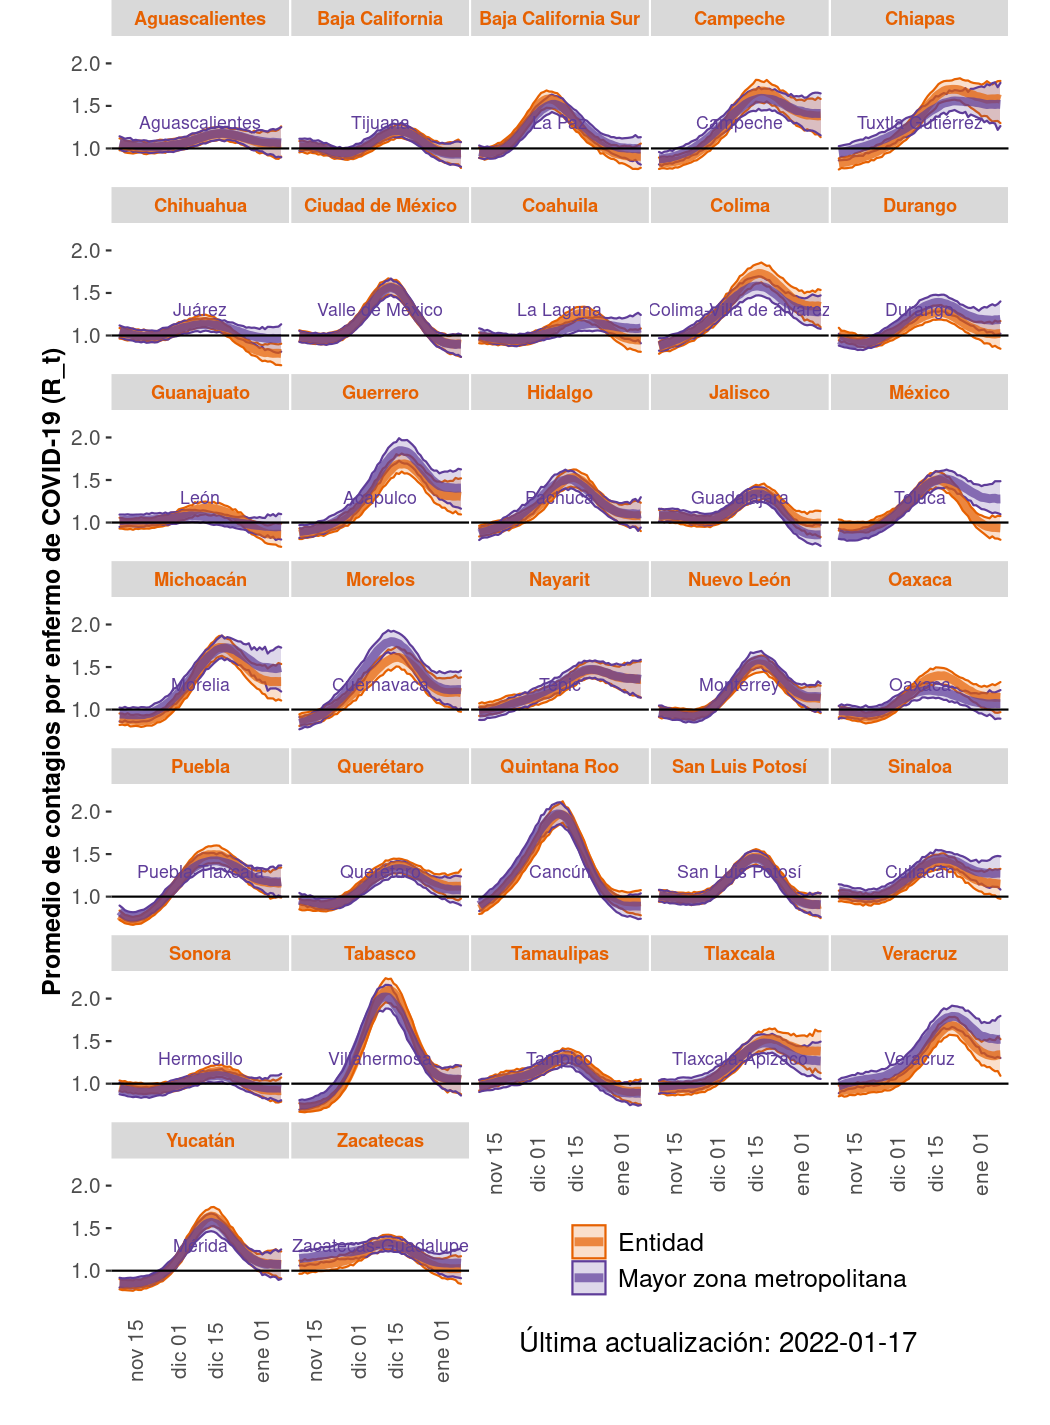 Aguascalientes Baja California Baja California Sur Campeche Chiapas
2.0
1.5
1.0
Aguascalientes Tijuana La Paz Campeche Tuxtla Gutiérrez
Chihuahua Ciudad de México Coahuila Colima Durango
2.0
1.5
1.0
Juárez Valle de México La Laguna Colima-Villa de álvarez Durango
Guanajuato Guerrero Hidalgo Jalisco México
2.0
1.5
1.0
León Acapulco Pachuca Guadalajara Toluca
Michoacán Morelos Nayarit Nuevo León Oaxaca
2.0
1.5
1.0
Morelia Cuernavaca Tepic Monterrey Oaxaca
Puebla Querétaro Quintana Roo San Luis Potosí Sinaloa
2.0
1.5
1.0
Puebla-Tlaxcala Querétaro Cancún San Luis Potosí Culiacán
Sonora Tabasco Tamaulipas Tlaxcala Veracruz
2.0
1.5
1.0
Hermosillo Villahermosa Tampico Tlaxcala-Apizaco Veracruz
Yucatán Zacatecas
2.0
1.5
1.0
Mérida Zacatecas-Guadalupe
nov 15 dic 01 dic 15 ene 01 nov 15 dic 01 dic 15 ene 01 nov 15 dic 01 dic 15 ene 01
nov 15 dic 01 dic 15 ene 01 nov 15 dic 01 dic 15 ene 01
Promedio de contagios por enfermo de COVID-19 (R_t)
Entidad
Mayor zona metropolitana
Última actualización: 2022-01-17